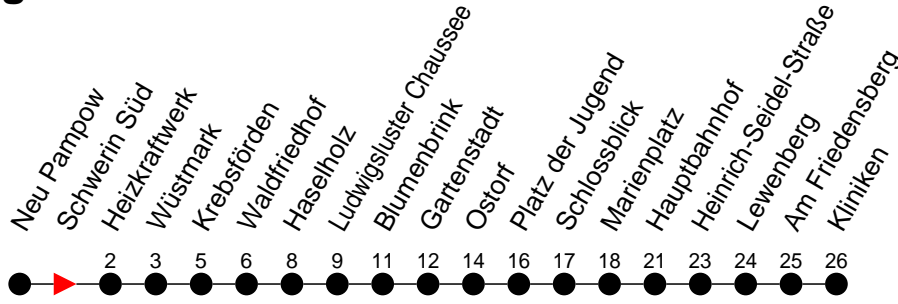 Neu Pampow
Schwerin Süd
Heizkraftwerk
Wüstmark
Krebsförden
Waldfriedhof
Haselholz
Ludwigsluster Chaussee
Blumenbrink
Gartenstadt
Ostorf
Platz der Jugend
Schlossblick
Marienplatz
Hauptbahnhof
Heinrich-Seidel-Straße
Lewenberg
Am Friedensberg
Kliniken
2 3 5 6 8 9 11 12 14 16 17 18 21 23 24 25 26